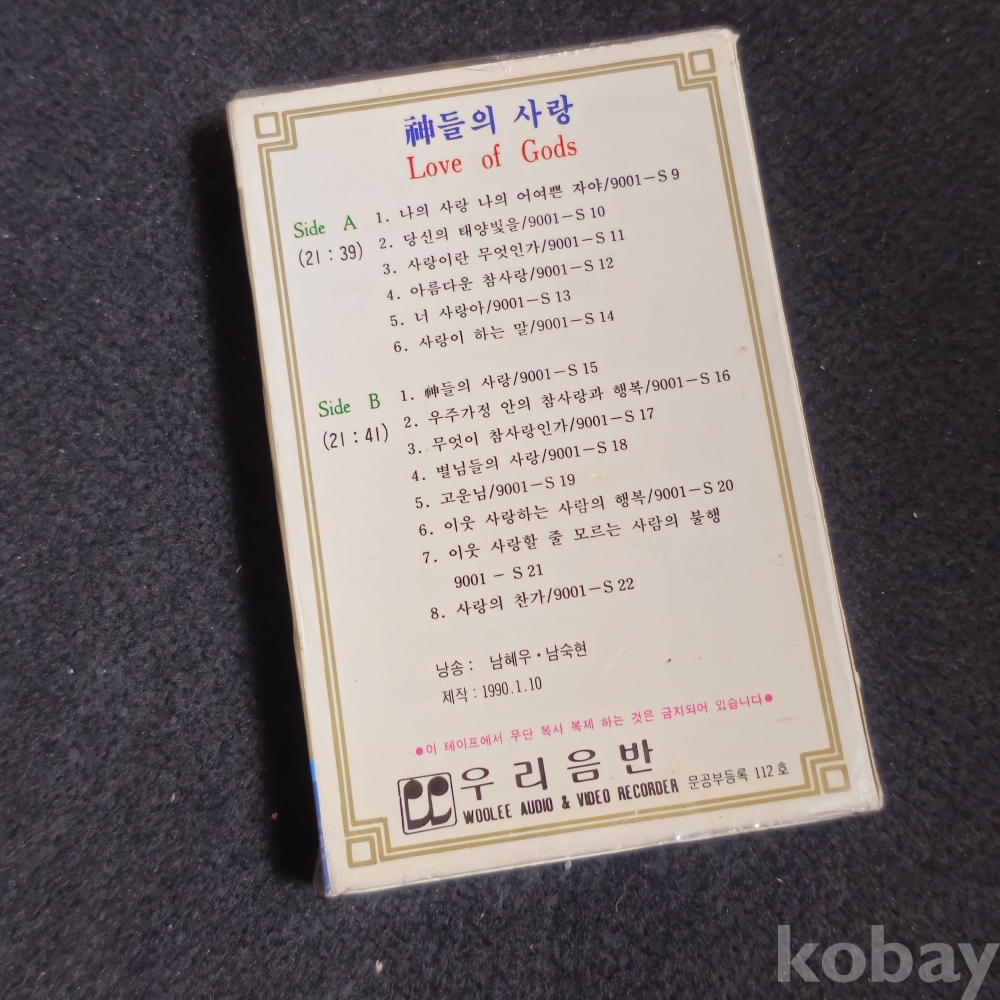 神들의 사랑
Love of Gods
Side A
(21 : 39)
1. 나의 사랑 나의 어여쁜 자야/9001-S 9
2. 당신의 태양빛을/9001-S 10
3. 사랑이란 무엇인가/9001-S 11
4. 아름다운 참사랑/9001-S 12
5. 너 사랑아/9001-S 13
6. 사랑이 하는 말/9001-S 14
Side B
(21 : 41)
1. 神들의 사랑/9001-S 15
2. 우주가정 안의 참사랑과 행복/9001-S 16
3. 무엇이 참사랑인가/9001-S 17
4. 별님들의 사랑/9001-S 18
5. 고운님/9001-S 19
6. 이웃 사랑하는 사람의 행복/9001-S 20
7. 이웃 사랑할 줄 모르는 사람의 불행
9001 - S 21
8. 사랑의 찬가/9001-S 22
낭송 : 남혜우·남숙현
제작 : 1990.1.10
●이 테이프에서 무단 복사 복제 하는 것은 금지되어 있습니다●
우리음반
WOOLEE AUDIO & VIDEO RECORDER 문공부등록 112호
kobay